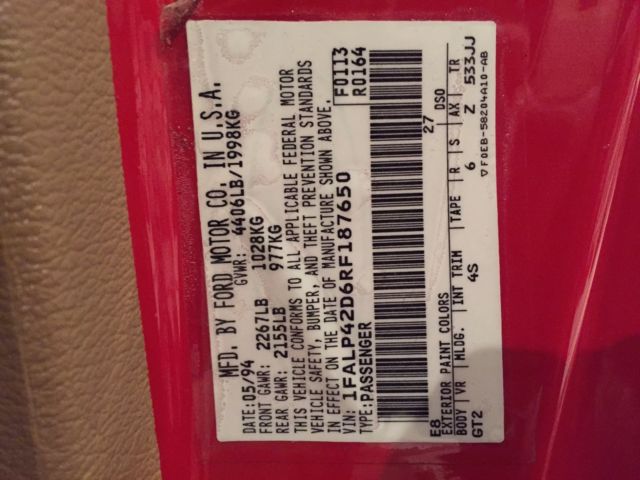 MFD. BY FORD MOTOR CO. IN U.S.A.
DATE: 05/94 GVWR: 4406LB/1998KG
FRONT GAWR: 2267LB 1028KG
REAR GAWR: 2155LB 977KG
THIS VEHICLE CONFORMS TO ALL APPLICABLE FEDERAL MOTOR
VEHICLE SAFETY, BUMPER, AND THEFT PREVENTION STANDARDS
IN EFFECT ON THE DATE OF MANUFACTURE SHOWN ABOVE.
VIN: 1FALP42D6RF187650 F0113
TYPE: PASSENGER R0164
E8 27 DSO
EXTERIOR PAINT COLORS
BODY VR MLDG. INT TRIM TAPE R S AX TR
GT2 4S 6 Z 533JJ
▽F0EB-58204A10-AB